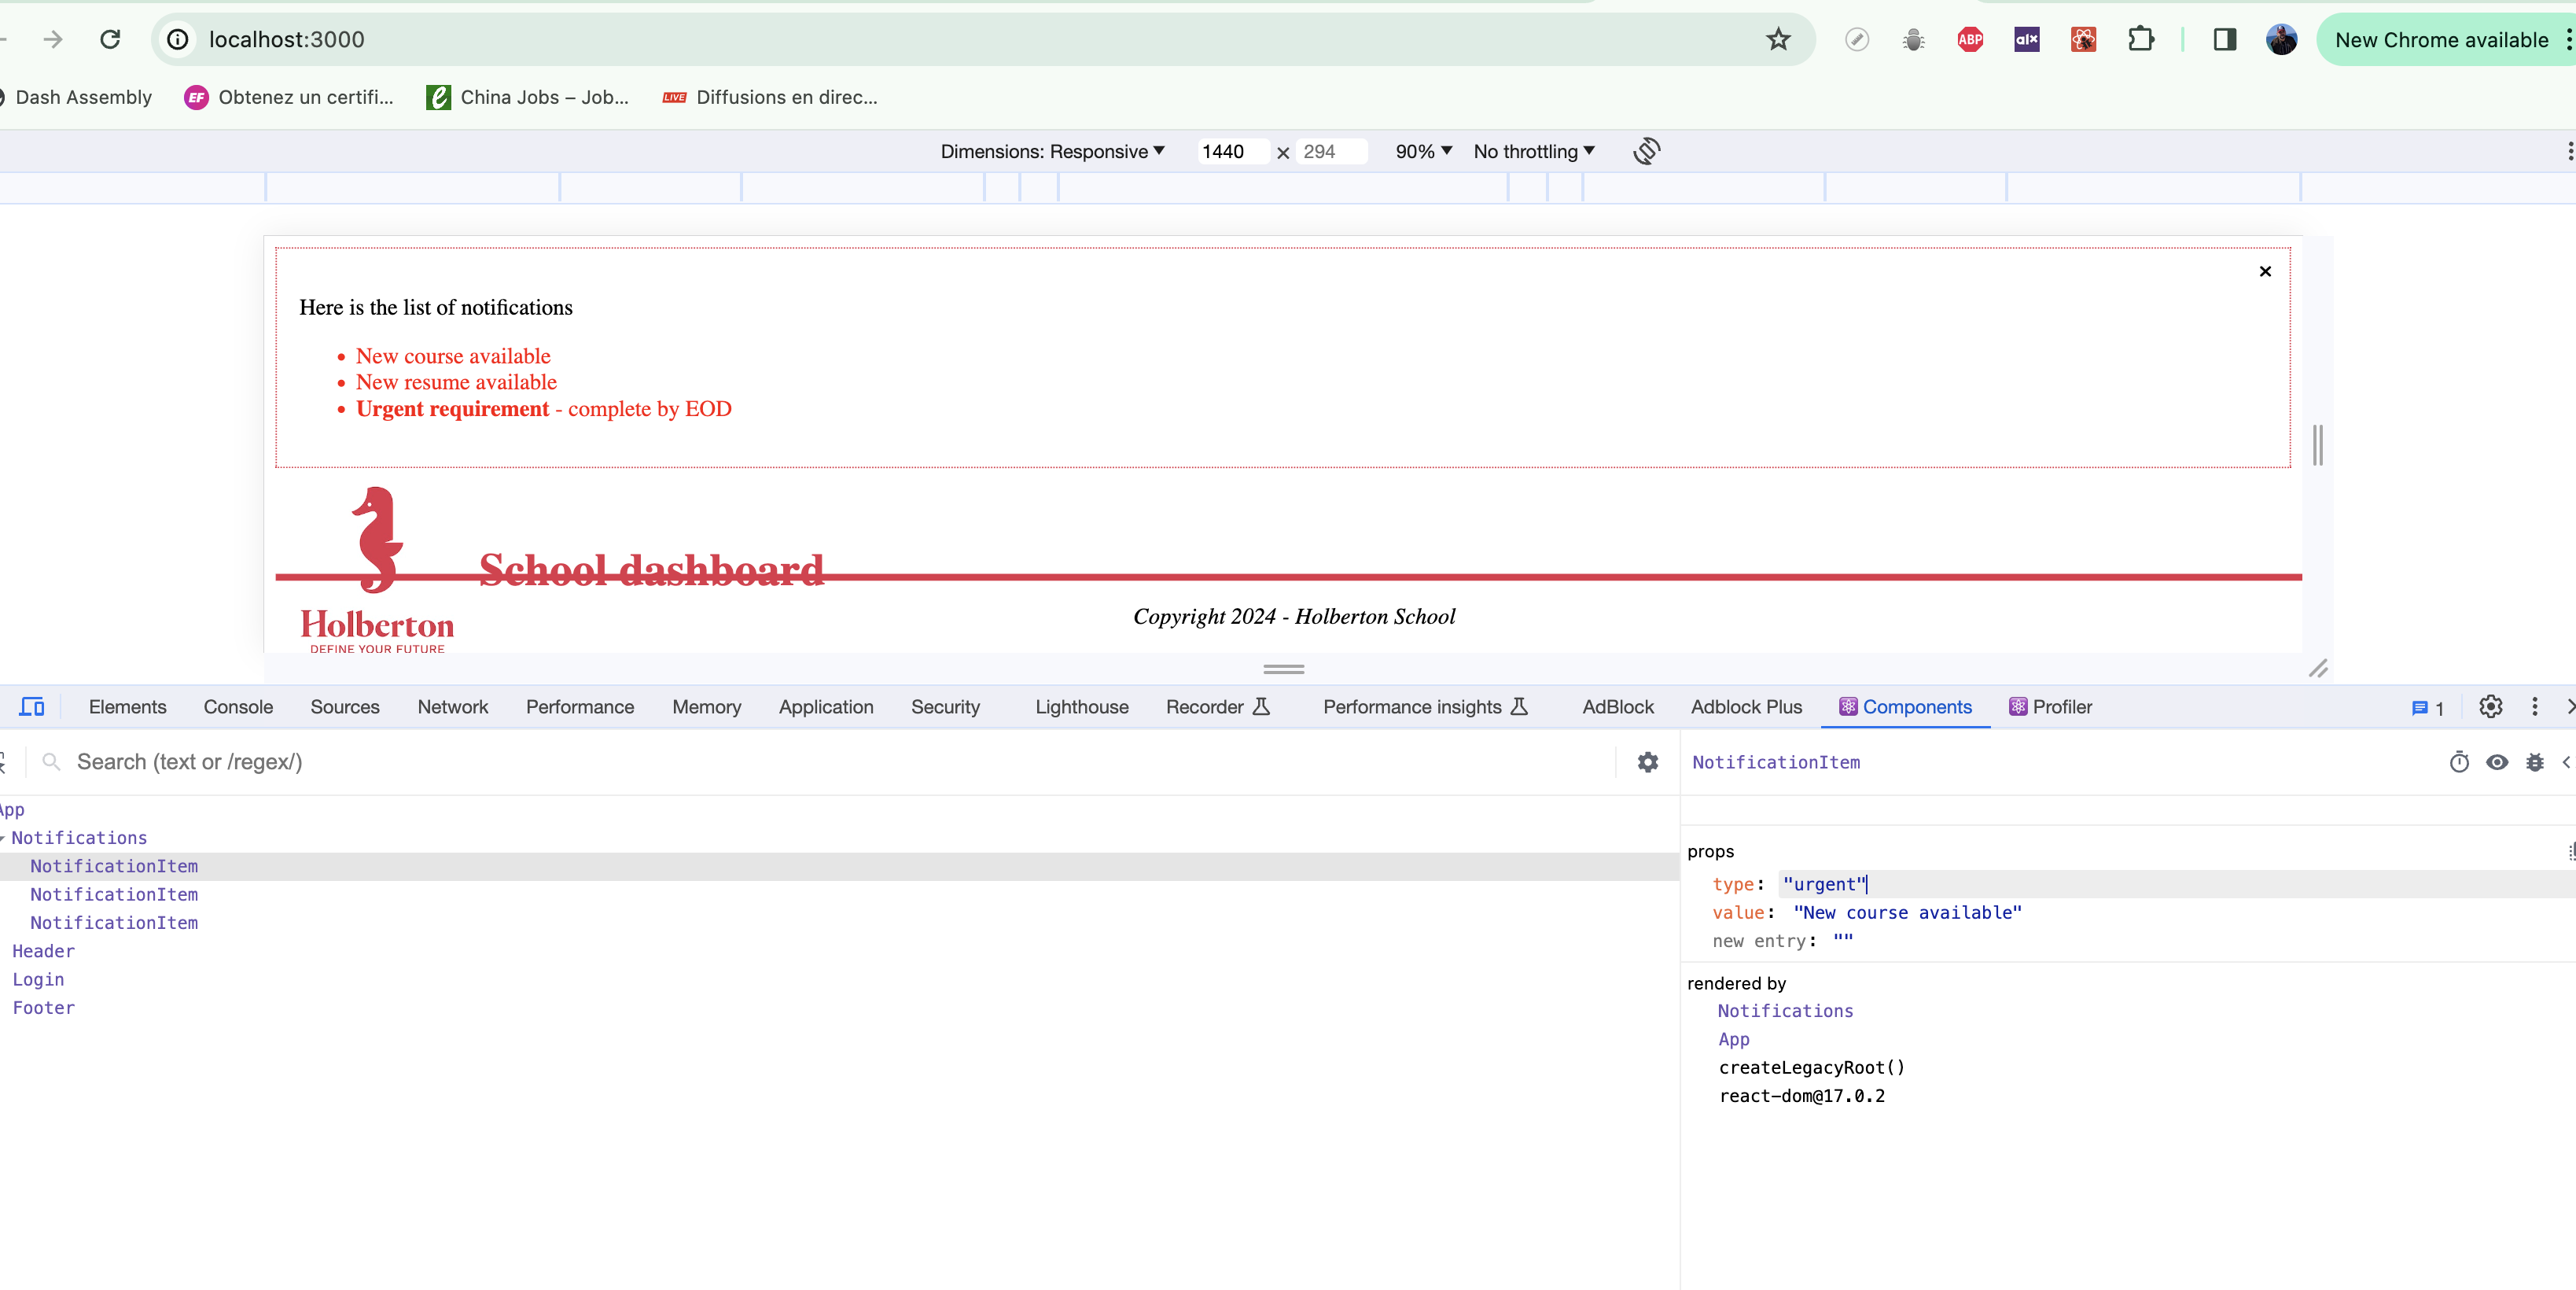 localhost:3000
ABP
alx
New Chrome available
Dash Assembly
EF
Obtenez un certifi...
China Jobs – Job...
LIVE
Diffusions en direc...
Dimensions: Responsive
1440 × 294
90%
No throttling
×
Here is the list of notifications
• New course available
• New resume available
• Urgent requirement - complete by EOD
School dashboard
Holberton
DEFINE YOUR FUTURE
Copyright 2024 - Holberton School
Elements Console Sources Network Performance Memory Application Security Lighthouse Recorder Performance insights AdBlock Adblock Plus Components Profiler 1
Search (text or /regex/)
NotificationItem
App
Notifications
NotificationItem
NotificationItem
NotificationItem
Header
Login
Footer
props
type: "urgent"
value: "New course available"
new entry: ""
rendered by
Notifications
App
createLegacyRoot()
react-dom@17.0.2